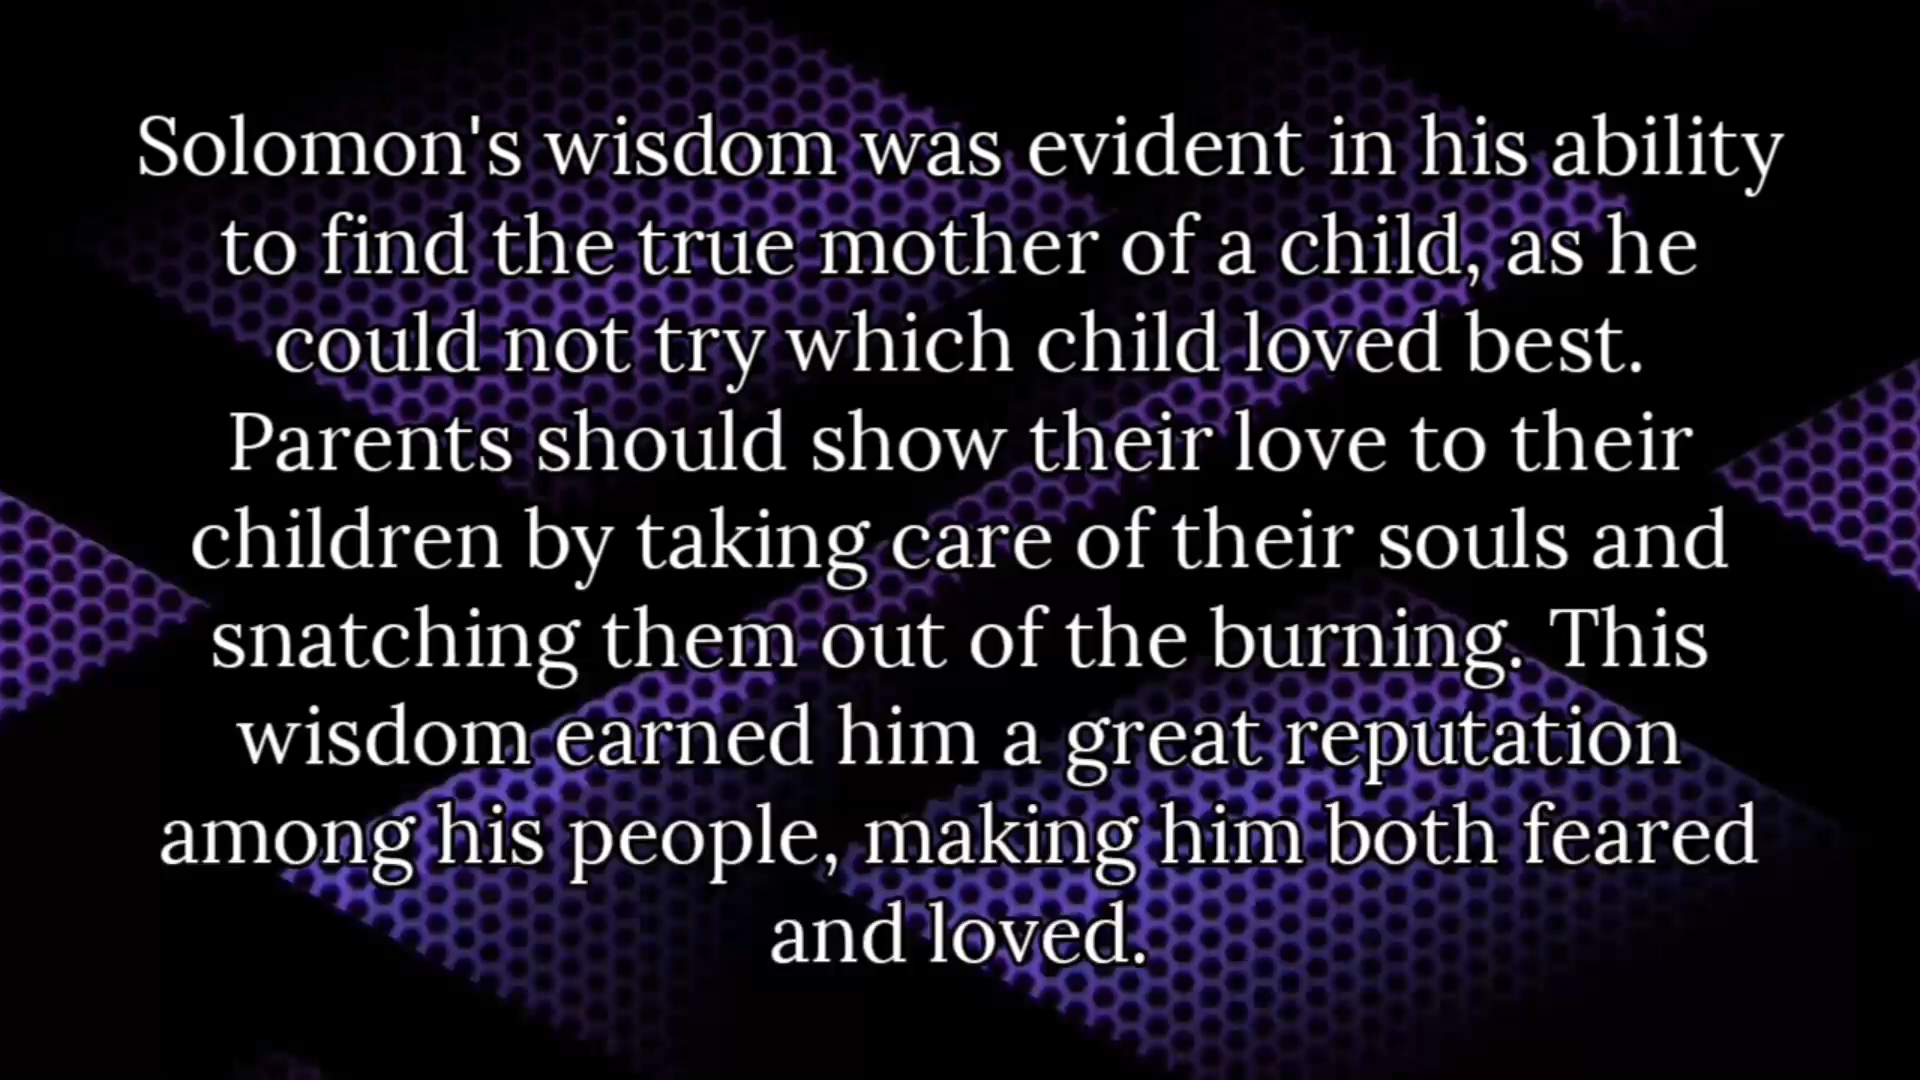 Solomon's wisdom was evident in his ability
to find the true mother of a child, as he
could not try which child loved best.
Parents should show their love to their
children by taking care of their souls and
snatching them out of the burning. This
wisdom earned him a great reputation
among his people, making him both feared
and loved.